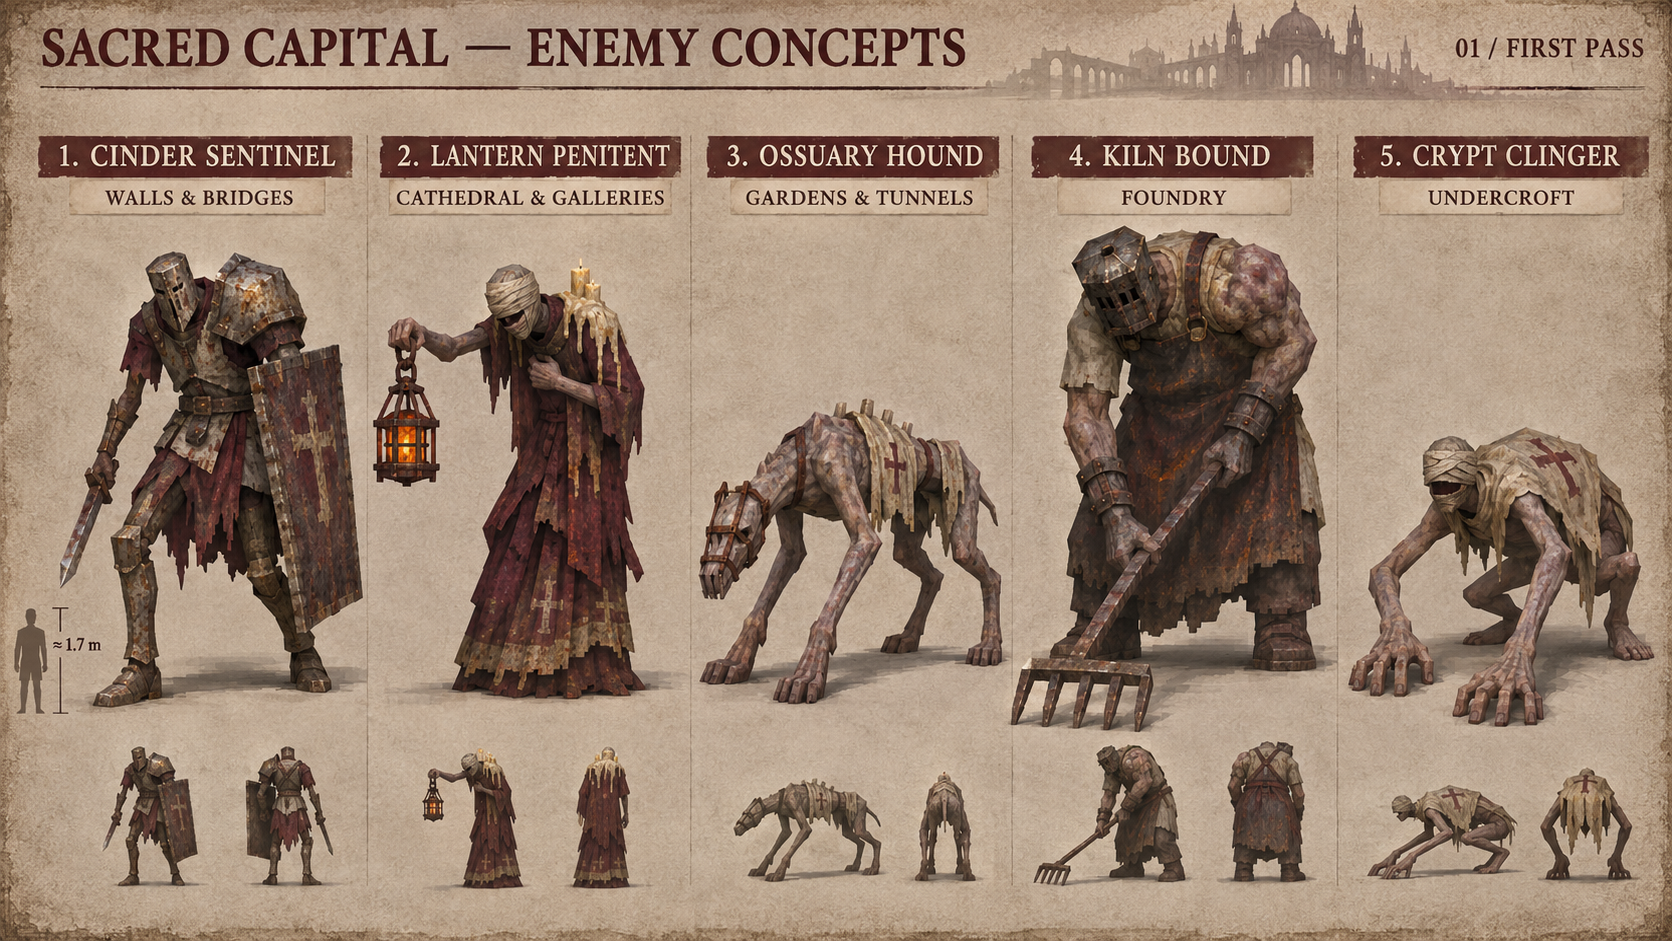 SACRED CAPITAL — ENEMY CONCEPTS
01 / FIRST PASS
1. CINDER SENTINEL
WALLS & BRIDGES
2. LANTERN PENITENT
CATHEDRAL & GALLERIES
3. OSSUARY HOUND
GARDENS & TUNNELS
4. KILN BOUND
FOUNDRY
5. CRYPT CLINGER
UNDERCROFT
≈ 1.7 m